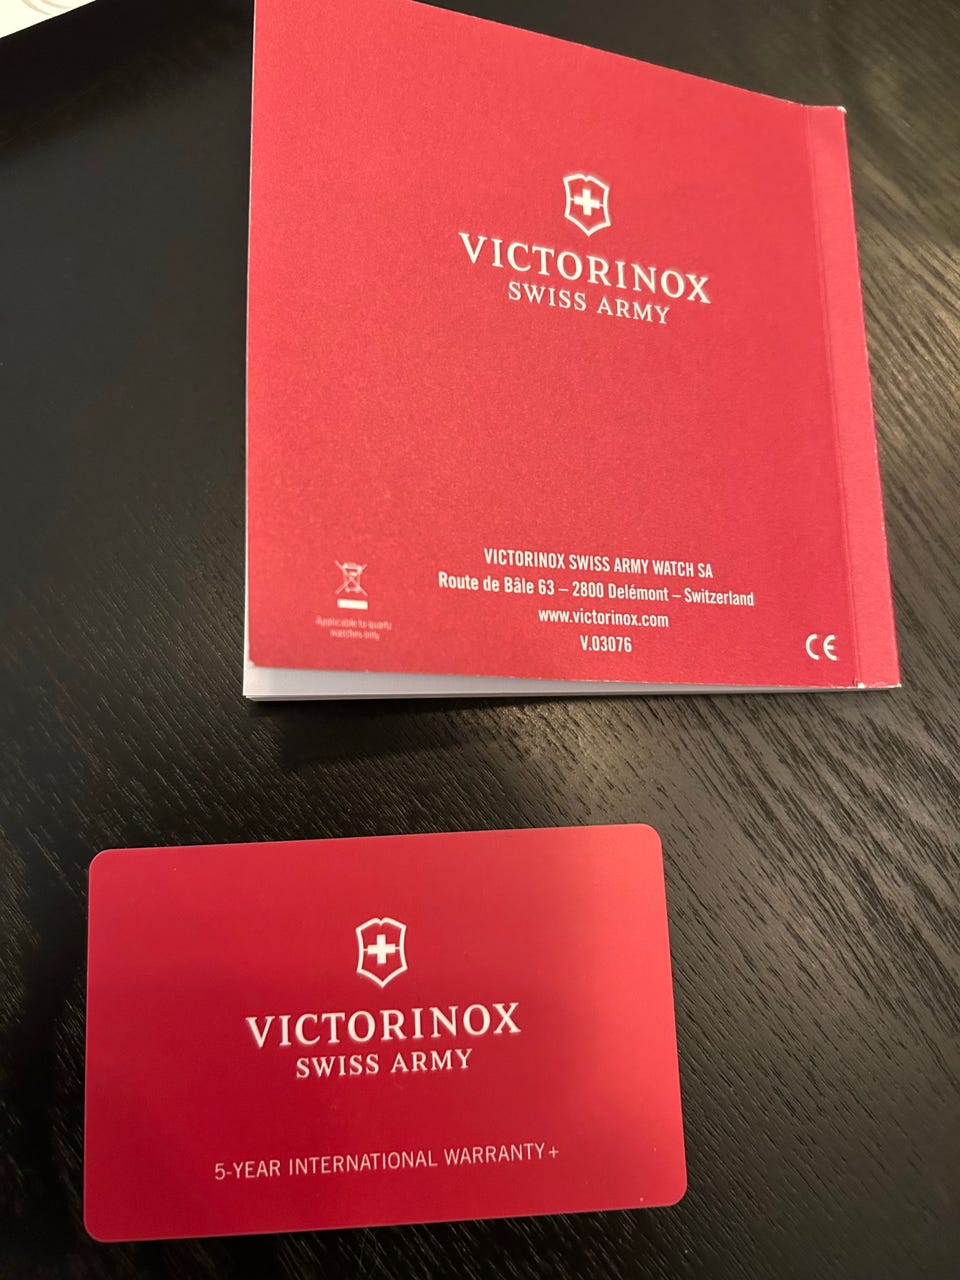 VICTORINOX
SWISS ARMY
VICTORINOX SWISS ARMY WATCH SA
Route de Bâle 63 – 2800 Delémont – Switzerland
www.victorinox.com
V.03076
Applicable to quartz
watches only
CE
VICTORINOX
SWISS ARMY
5-YEAR INTERNATIONAL WARRANTY+